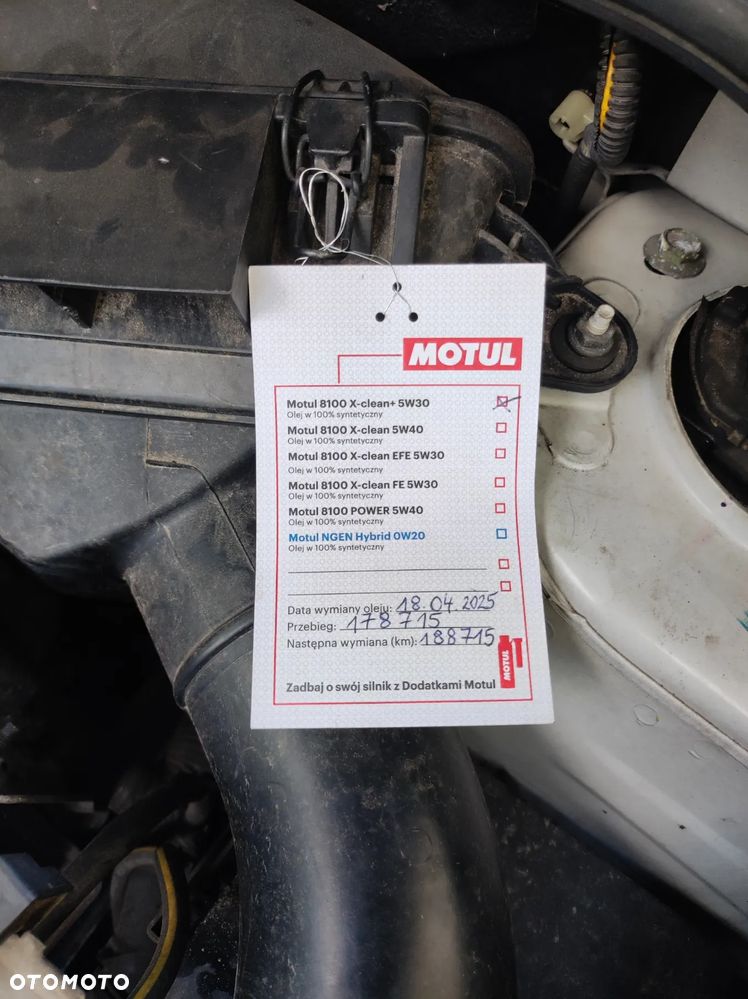 MOTUL
Motul 8100 X-clean+ 5W30
Olej w 100% syntetyczny
Motul 8100 X-clean 5W40
Olej w 100% syntetyczny
Motul 8100 X-clean EFE 5W30
Olej w 100% syntetyczny
Motul 8100 X-clean FE 5W30
Olej w 100% syntetyczny
Motul 8100 POWER 5W40
Olej w 100% syntetyczny
Motul NGEN Hybrid 0W20
Olej w 100% syntetyczny
Data wymiany oleju: 18.04.2025
Przebieg: 178715
Następna wymiana (km): 188715
MOTUL
Zadbaj o swój silnik z Dodatkami Motul
OTOMOTO